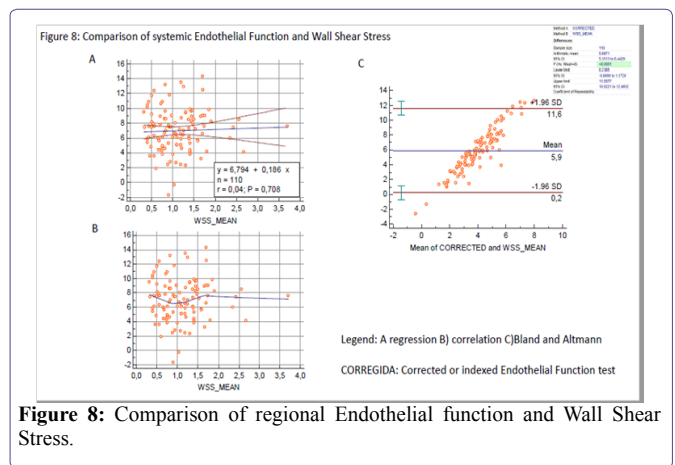 Figure 8: Comparison of systemic Endothelial Function and Wall Shear Stress
A
16
14
12
10
8
6
4
2
0
-2
y = 6,794 + 0,186 x
n = 110
r = 0,04; P = 0,708
0,0 0,5 1,0 1,5 2,0 2,5 3,0 3,5 4,0
WSS_MEAN
B
16
14
12
10
8
6
4
2
0
-2
0,0 0,5 1,0 1,5 2,0 2,5 3,0 3,5 4,0
WSS_MEAN
C
Differences
Sample size 110
14
12
10
8
6
4
2
0
-2
-4
+1.96 SD
11,6
Mean
5,9
-1.96 SD
0,2
-2 0 2 4 6 8 10
Mean of CORRECTED and WSS_MEAN
Legend: A regression B) correlation C)Bland and Altmann
CORREGIDA: Corrected or indexed Endothelial Function test
Figure 8: Comparison of regional Endothelial function and Wall Shear
Stress.